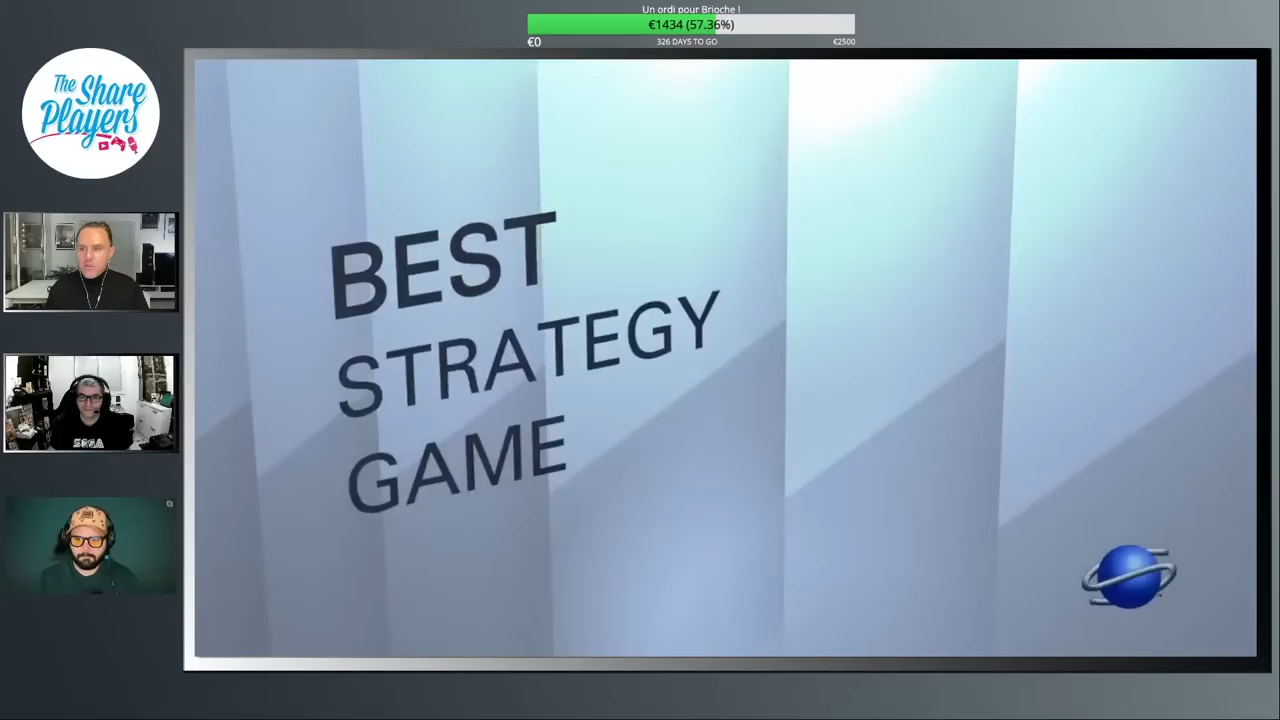 Un ordi pour Brioche !
€1434 (57.36%)
€0
326 DAYS TO GO
€2500
The Share
Players
BEST
STRATEGY
GAME
SEGA